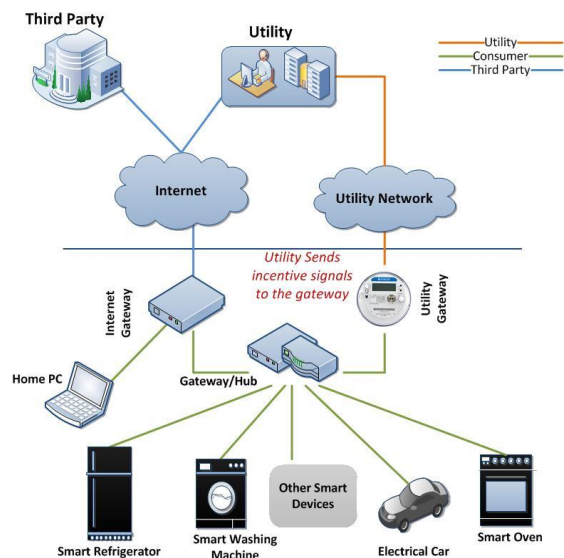 Third Party
Utility
Utility
Consumer
Third Party
Internet
Utility Network
Utility Sends
incentive signals
to the gateway
Internet
Gateway
Utility
Gateway
Home PC
Gateway/Hub
Other Smart
Devices
Smart Refrigerator
Smart Washing
Machine
Electrical Car
Smart Oven